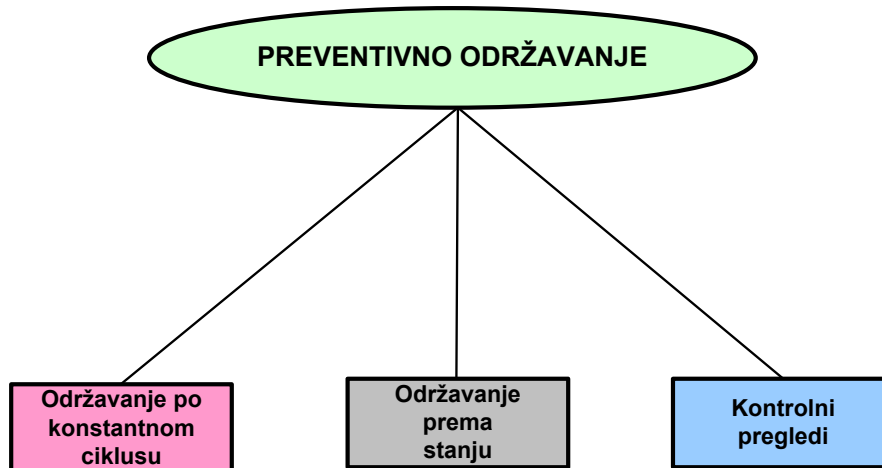 PREVENTIVNO ODRŽAVANJE
Održavanje po
konstantnom
ciklusu
Održavanje
prema
stanju
Kontrolni
pregledi